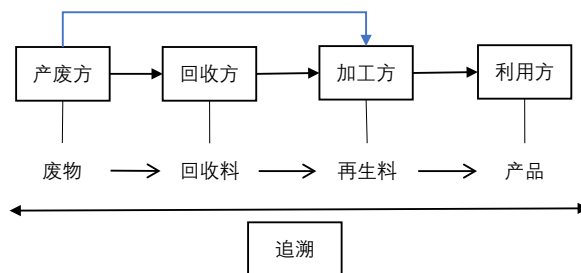 产废方 回收方 加工方 利用方
废物 回收料 再生料 产品
追溯